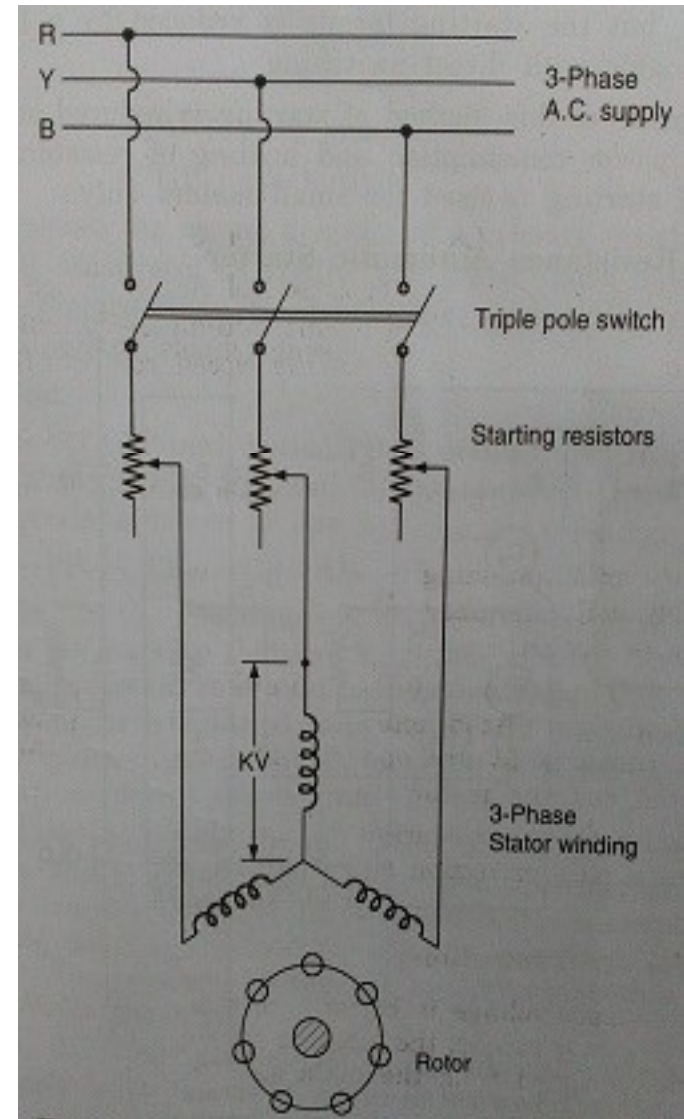 R
Y
B
3-Phase
A.C. supply
Triple pole switch
Starting resistors
KV
3-Phase
Stator winding
Rotor